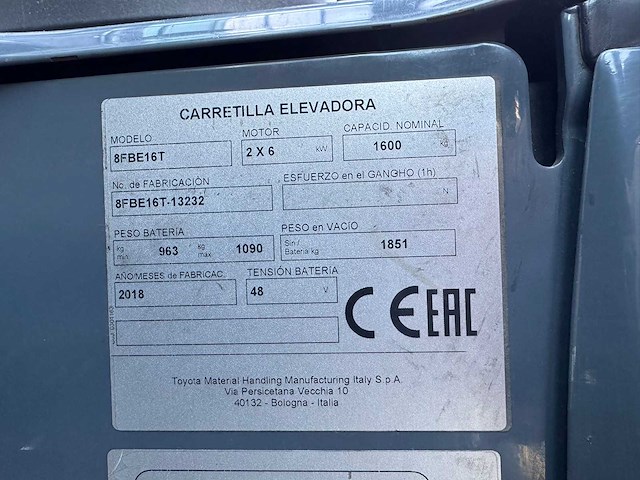 CARRETILLA ELEVADORA
MODELO MOTOR CAPACID. NOMINAL
8FBE16T 2 X 6 kW 1600 kg
No. de FABRICACIÓN ESFUERZO en el GANGHO (1h)
8FBE16T-13232 N
PESO BATERÍA PESO en VACIO
kg min. 963 kg max. 1090 Sin / Bateria kg 1851
AÑO/MESES de FABRICAC. TENSIÓN BATERÍA
2018 48 V
CE EAC
Toyota Material Handling Manufacturing Italy S.p.A.
Via Persicetana Vecchia 10
40132 - Bologna - Italia